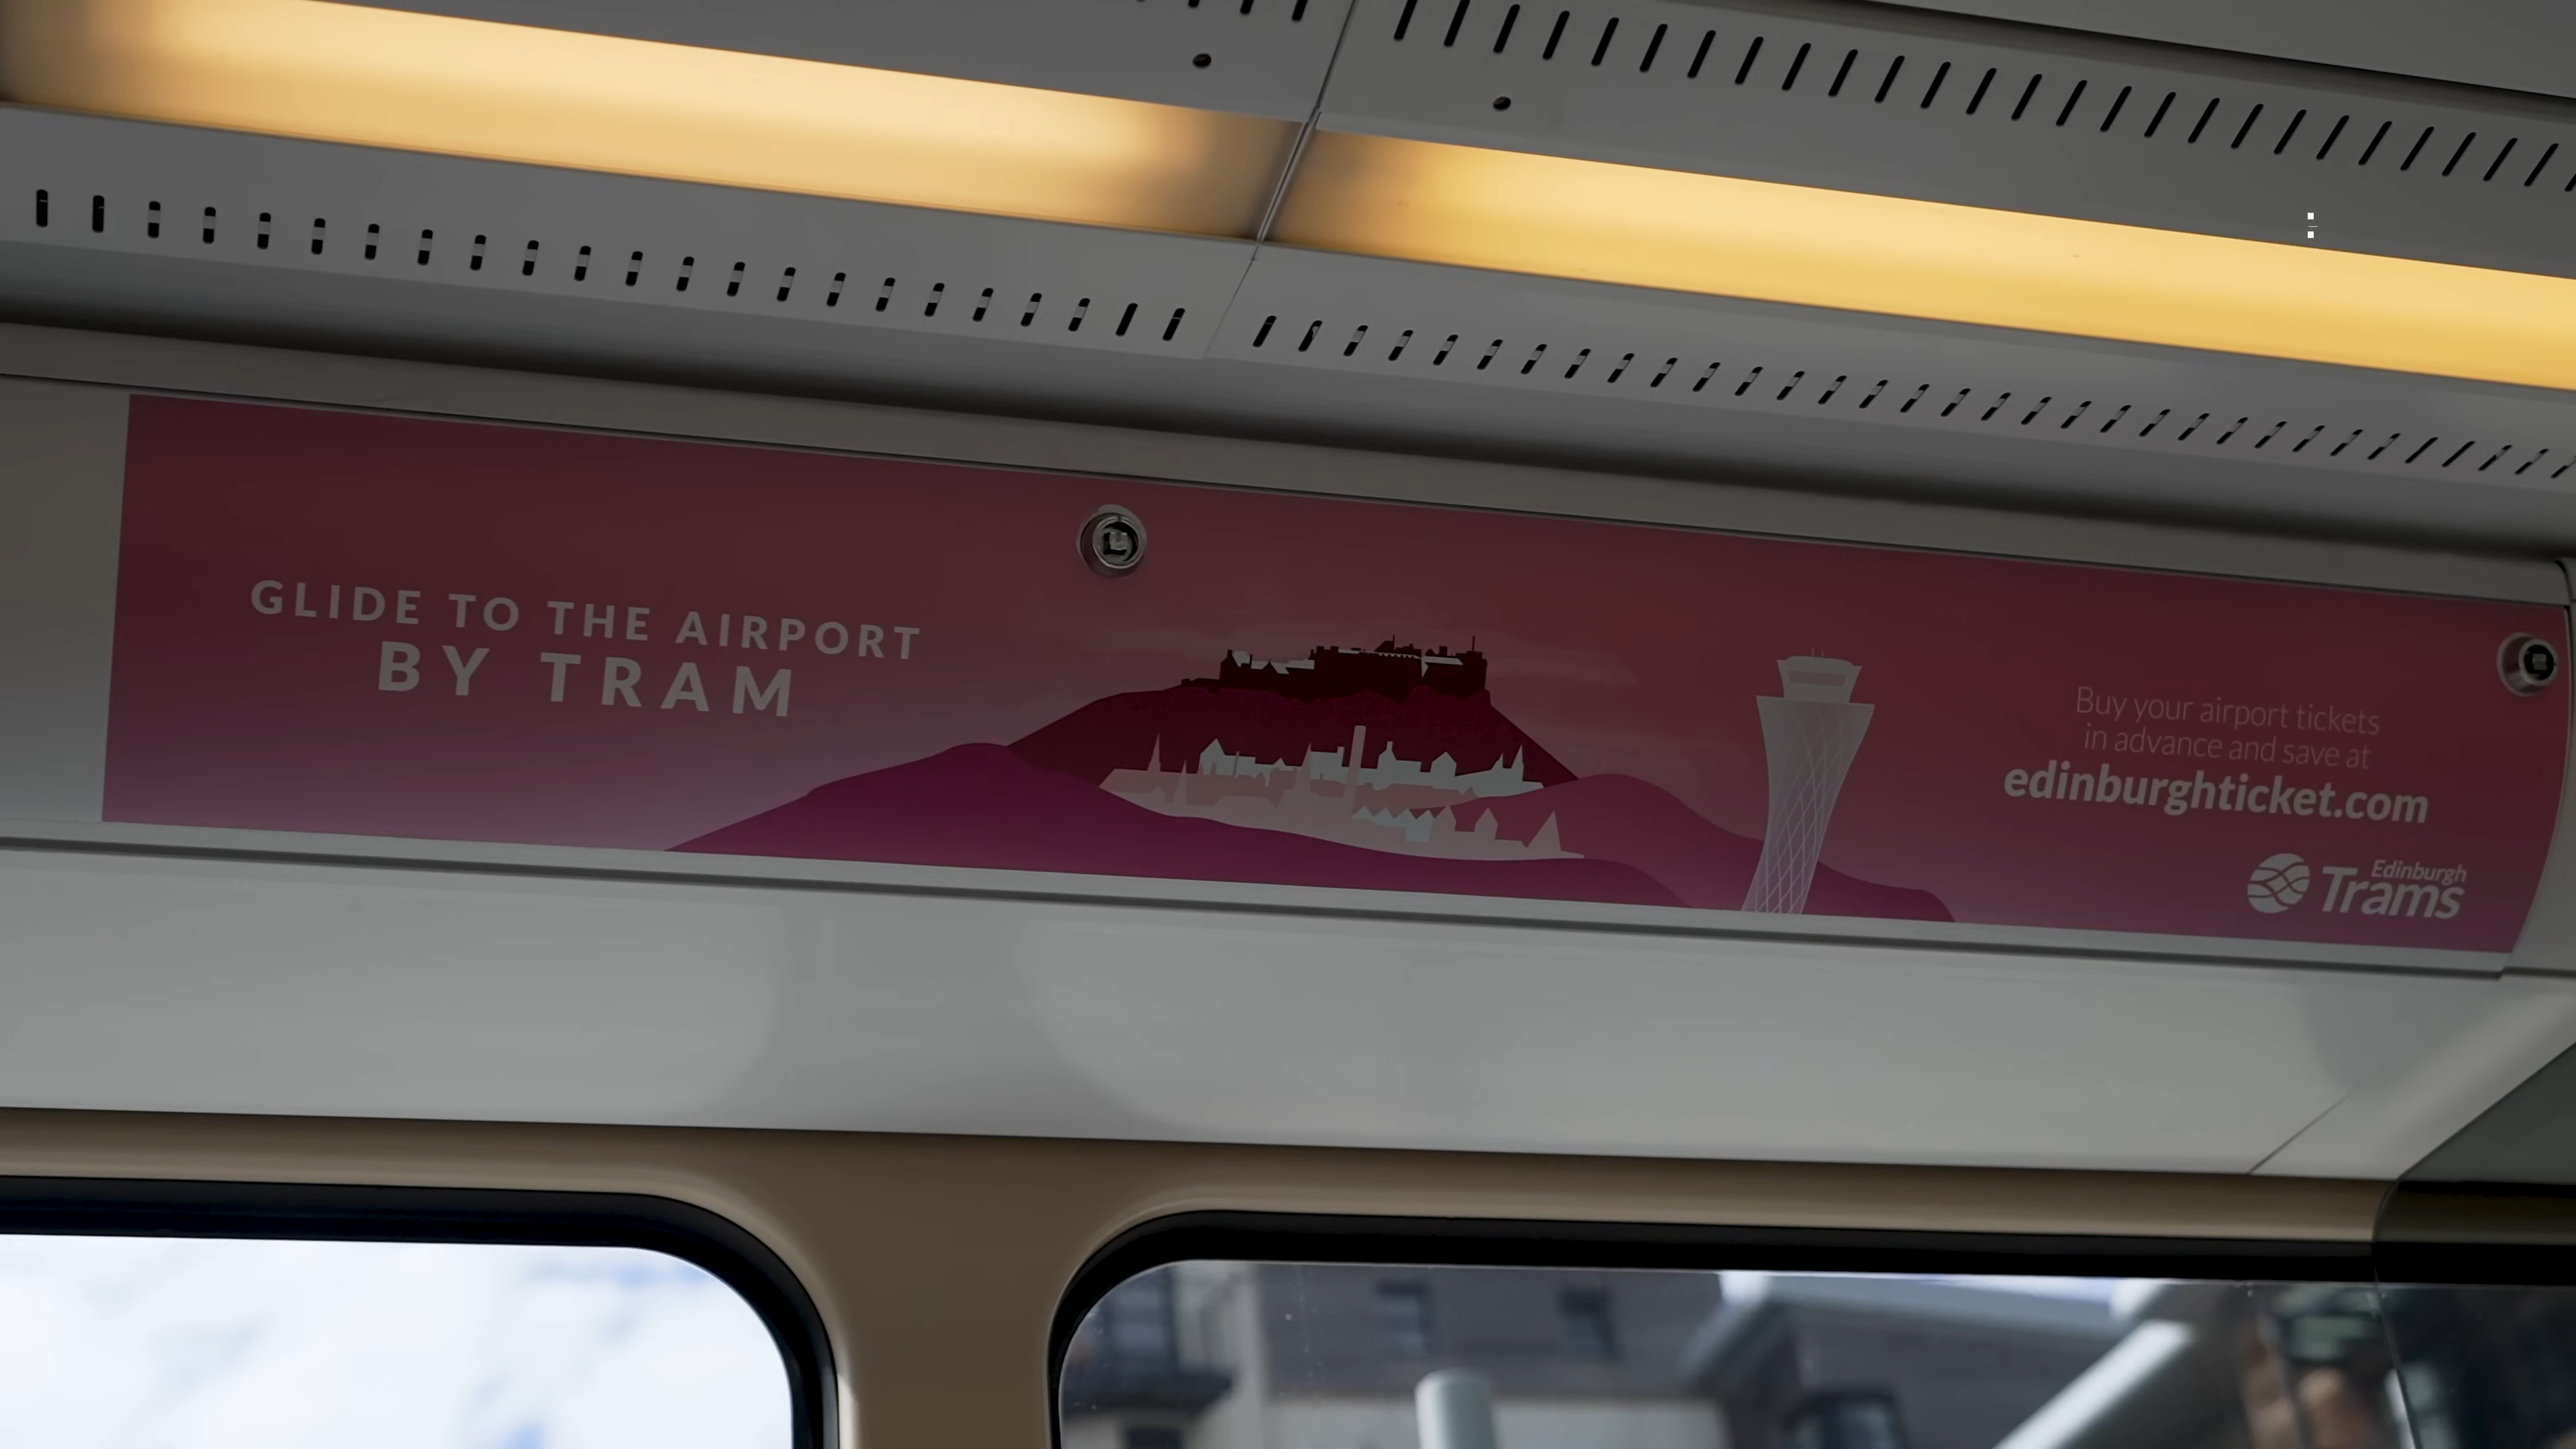 GLIDE TO THE AIRPORT
BY TRAM
Buy your airport tickets
in advance and save at
edinburghticket.com
Edinburgh
Trams